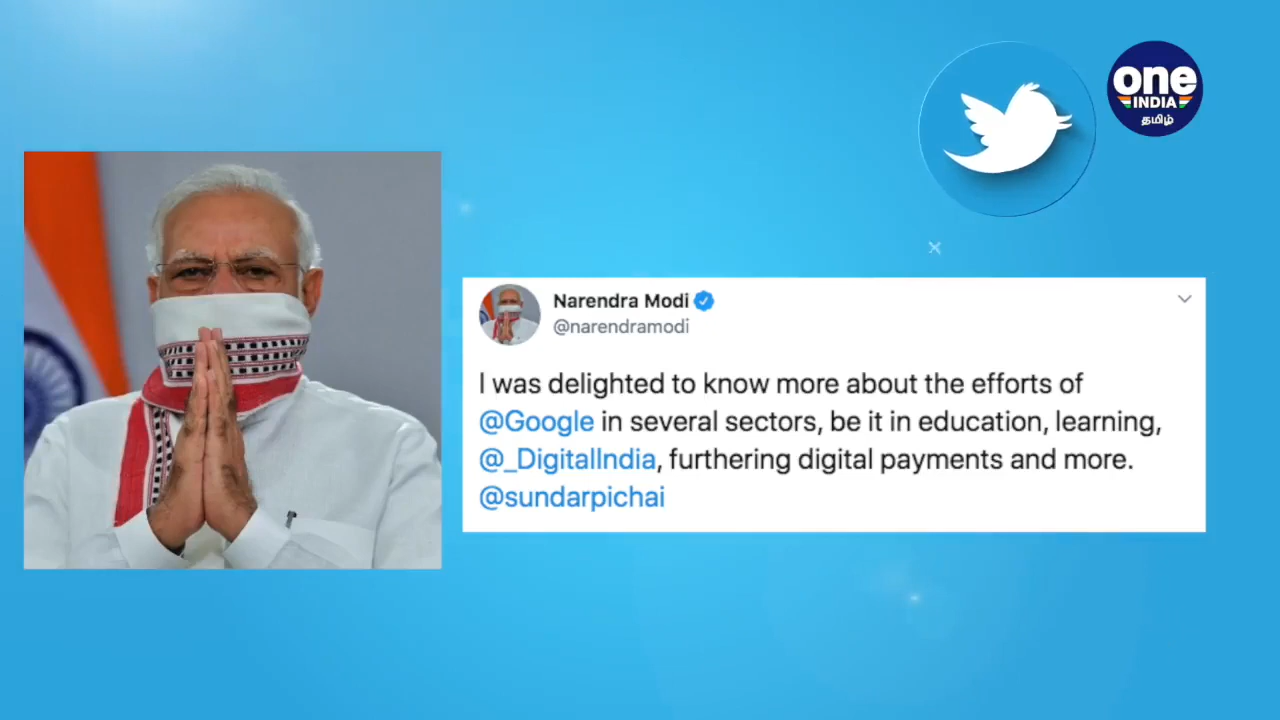 one
INDIA
தமிழ்
Narendra Modi
@narendramodi
I was delighted to know more about the efforts of
@Google in several sectors, be it in education, learning,
@_DigitalIndia, furthering digital payments and more.
@sundarpichai